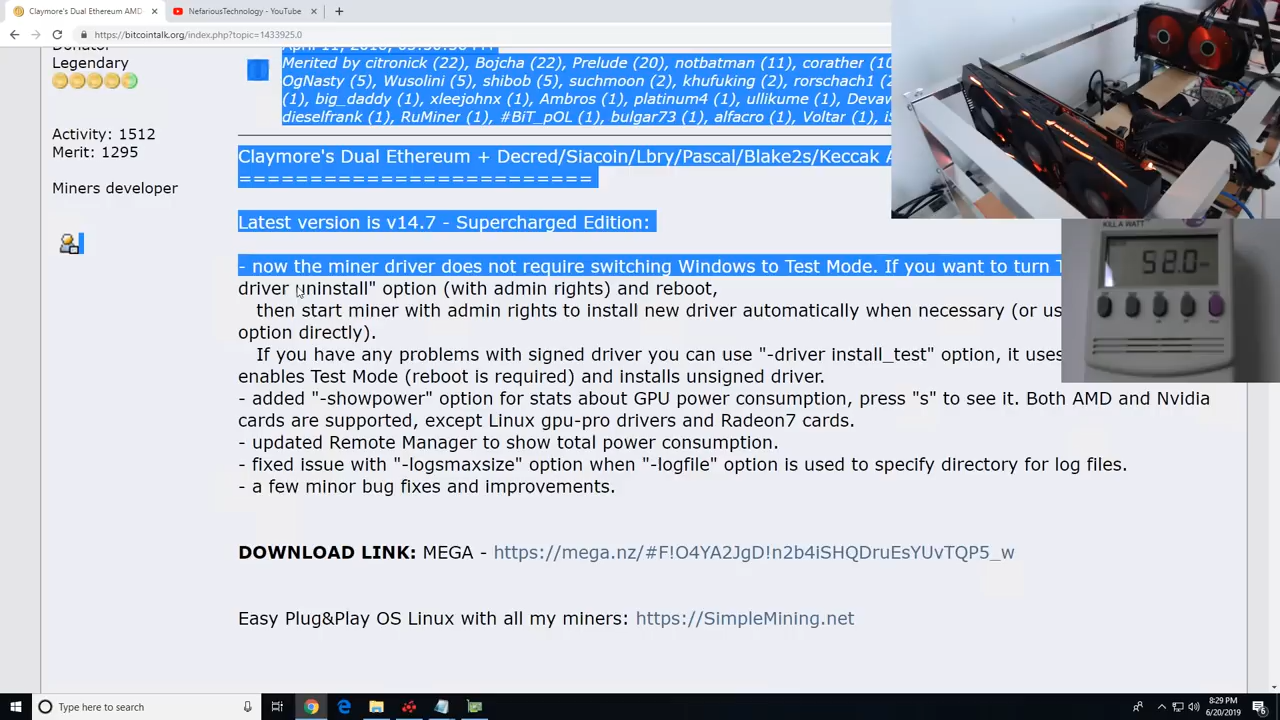 Claymore's Dual Ethereum AMD
NefariousTechnology - YouTube
https://bitcointalk.org/index.php?topic=1433925.0
Donator
Legendary
Activity: 1512
Merit: 1295
Miners developer
Merited by citronick (22), Bojcha (22), Prelude (20), notbatman (11), corather (10
OgNasty (5), Wusolini (5), shibob (5), suchmoon (2), khufuking (2), rorschach1 (2
(1), big_daddy (1), xleejohnx (1), Ambros (1), platinum4 (1), ullikume (1), Devaw
dieselfrank (1), RuMiner (1), #BiT_pOL (1), bulgar73 (1), alfacro (1), Voltar (1), iS
Claymore's Dual Ethereum + Decred/Siacoin/Lbry/Pascal/Blake2s/Keccak A
=========================
Latest version is v14.7 - Supercharged Edition:
- now the miner driver does not require switching Windows to Test Mode. If you want to turn T
driver uninstall" option (with admin rights) and reboot,
then start miner with admin rights to install new driver automatically when necessary (or us
option directly).
If you have any problems with signed driver you can use "-driver install_test" option, it uses
enables Test Mode (reboot is required) and installs unsigned driver.
- added "-showpower" option for stats about GPU power consumption, press "s" to see it. Both AMD and Nvidia
cards are supported, except Linux gpu-pro drivers and Radeon7 cards.
- updated Remote Manager to show total power consumption.
- fixed issue with "-logsmaxsize" option when "-logfile" option is used to specify directory for log files.
- a few minor bug fixes and improvements.
DOWNLOAD LINK: MEGA - https://mega.nz/#F!O4YA2JgD!n2b4iSHQDruEsYUvTQP5_w
Easy Plug&Play OS Linux with all my miners: https://SimpleMining.net
KILL A WATT
58.0
Type here to search
8:29 PM
6/20/2019